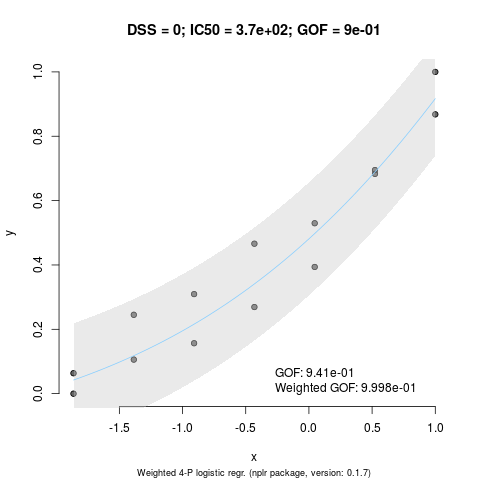 DSS = 0; IC50 = 3.7e+02; GOF = 9e-01
1.0
0.8
0.6
0.4
0.2
0.0
y
GOF: 9.41e-01
Weighted GOF: 9.998e-01
-1.5 -1.0 -0.5 0.0 0.5 1.0
x
Weighted 4-P logistic regr. (nplr package, version: 0.1.7)